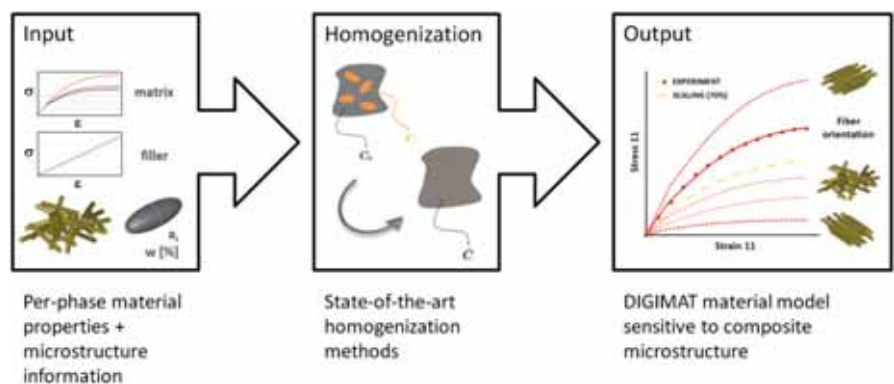 Input
σ
matrix
ε
σ
filler
ε
w [%]
Per-phase material
properties +
microstructure
information
Homogenization
C
State-of-the-art
homogenization
methods
Output
EXPERIMENT
SCALING (70%)
Fiber
orientation
Stress 11
Strain 11
DIGIMAT material model
sensitive to composite
microstructure